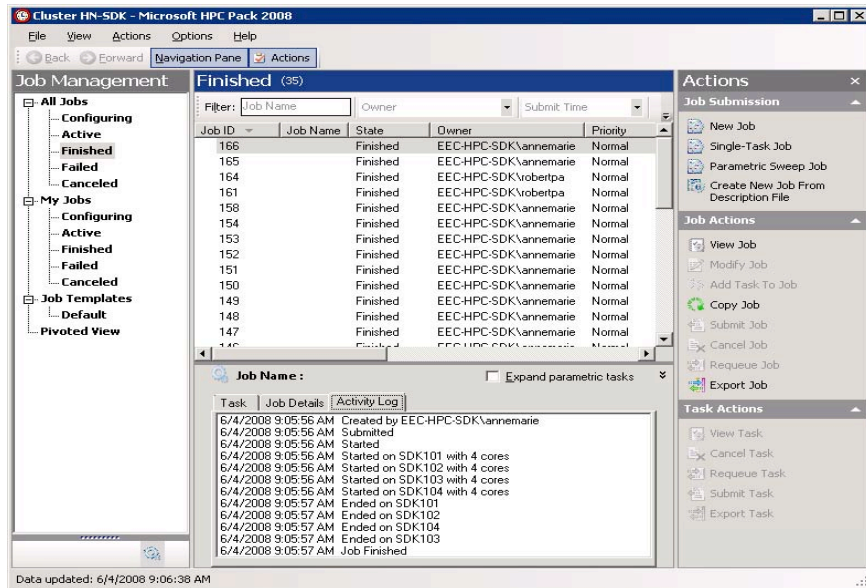 Cluster HN-SDK - Microsoft HPC Pack 2008
File View Actions Options Help
Back Forward Navigation Pane Actions
Job Management
All Jobs
Configuring
Active
Finished
Failed
Canceled
My Jobs
Configuring
Active
Finished
Failed
Canceled
Job Templates
Default
Pivoted View
Finished (35)
Filter: Job Name Owner Submit Time
Job ID Job Name State Owner Priority
166 Finished EEC-HPC-SDK\annemarie Normal
165 Finished EEC-HPC-SDK\annemarie Normal
164 Finished EEC-HPC-SDK\robertpa Normal
161 Finished EEC-HPC-SDK\robertpa Normal
158 Finished EEC-HPC-SDK\annemarie Normal
154 Finished EEC-HPC-SDK\annemarie Normal
153 Finished EEC-HPC-SDK\annemarie Normal
152 Finished EEC-HPC-SDK\annemarie Normal
151 Finished EEC-HPC-SDK\annemarie Normal
150 Finished EEC-HPC-SDK\annemarie Normal
149 Finished EEC-HPC-SDK\annemarie Normal
148 Finished EEC-HPC-SDK\annemarie Normal
147 Finished EEC-HPC-SDK\annemarie Normal
Job Name :
Expand parametric tasks
Task Job Details Activity Log
6/4/2008 9:05:56 AM Created by EEC-HPC-SDK\annemarie
6/4/2008 9:05:56 AM Submitted
6/4/2008 9:05:56 AM Started
6/4/2008 9:05:56 AM Started on SDK101 with 4 cores
6/4/2008 9:05:56 AM Started on SDK102 with 4 cores
6/4/2008 9:05:56 AM Started on SDK103 with 4 cores
6/4/2008 9:05:56 AM Started on SDK104 with 4 cores
6/4/2008 9:05:57 AM Ended on SDK101
6/4/2008 9:05:57 AM Ended on SDK102
6/4/2008 9:05:57 AM Ended on SDK104
6/4/2008 9:05:57 AM Ended on SDK103
6/4/2008 9:05:57 AM Job Finished
Actions
Job Submission
New Job
Single-Task Job
Parametric Sweep Job
Create New Job From
Description File
Job Actions
View Job
Modify Job
Add Task To Job
Copy Job
Submit Job
Cancel Job
Requeue Job
Export Job
Task Actions
View Task
Cancel Task
Requeue Task
Submit Task
Export Task
Data updated: 6/4/2008 9:06:38 AM